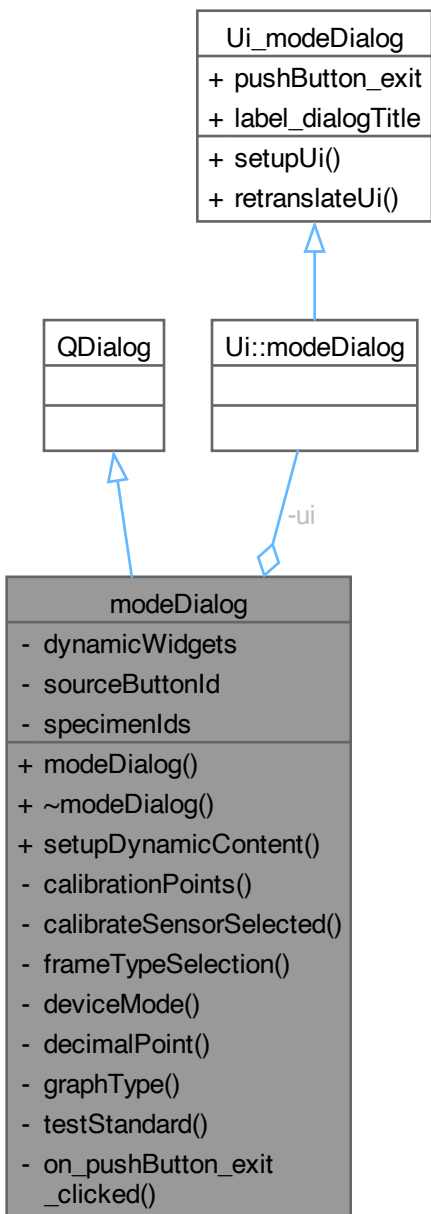 Ui_modeDialog
+ pushButton_exit
+ label_dialogTitle
+ setupUi()
+ retranslateUi()
QDialog
Ui::modeDialog
-ui
modeDialog
- dynamicWidgets
- sourceButtonId
- specimenIds
+ modeDialog()
+ ~modeDialog()
+ setupDynamicContent()
- calibrationPoints()
- calibrateSensorSelected()
- frameTypeSelection()
- deviceMode()
- decimalPoint()
- graphType()
- testStandard()
- on_pushButton_exit
_clicked()